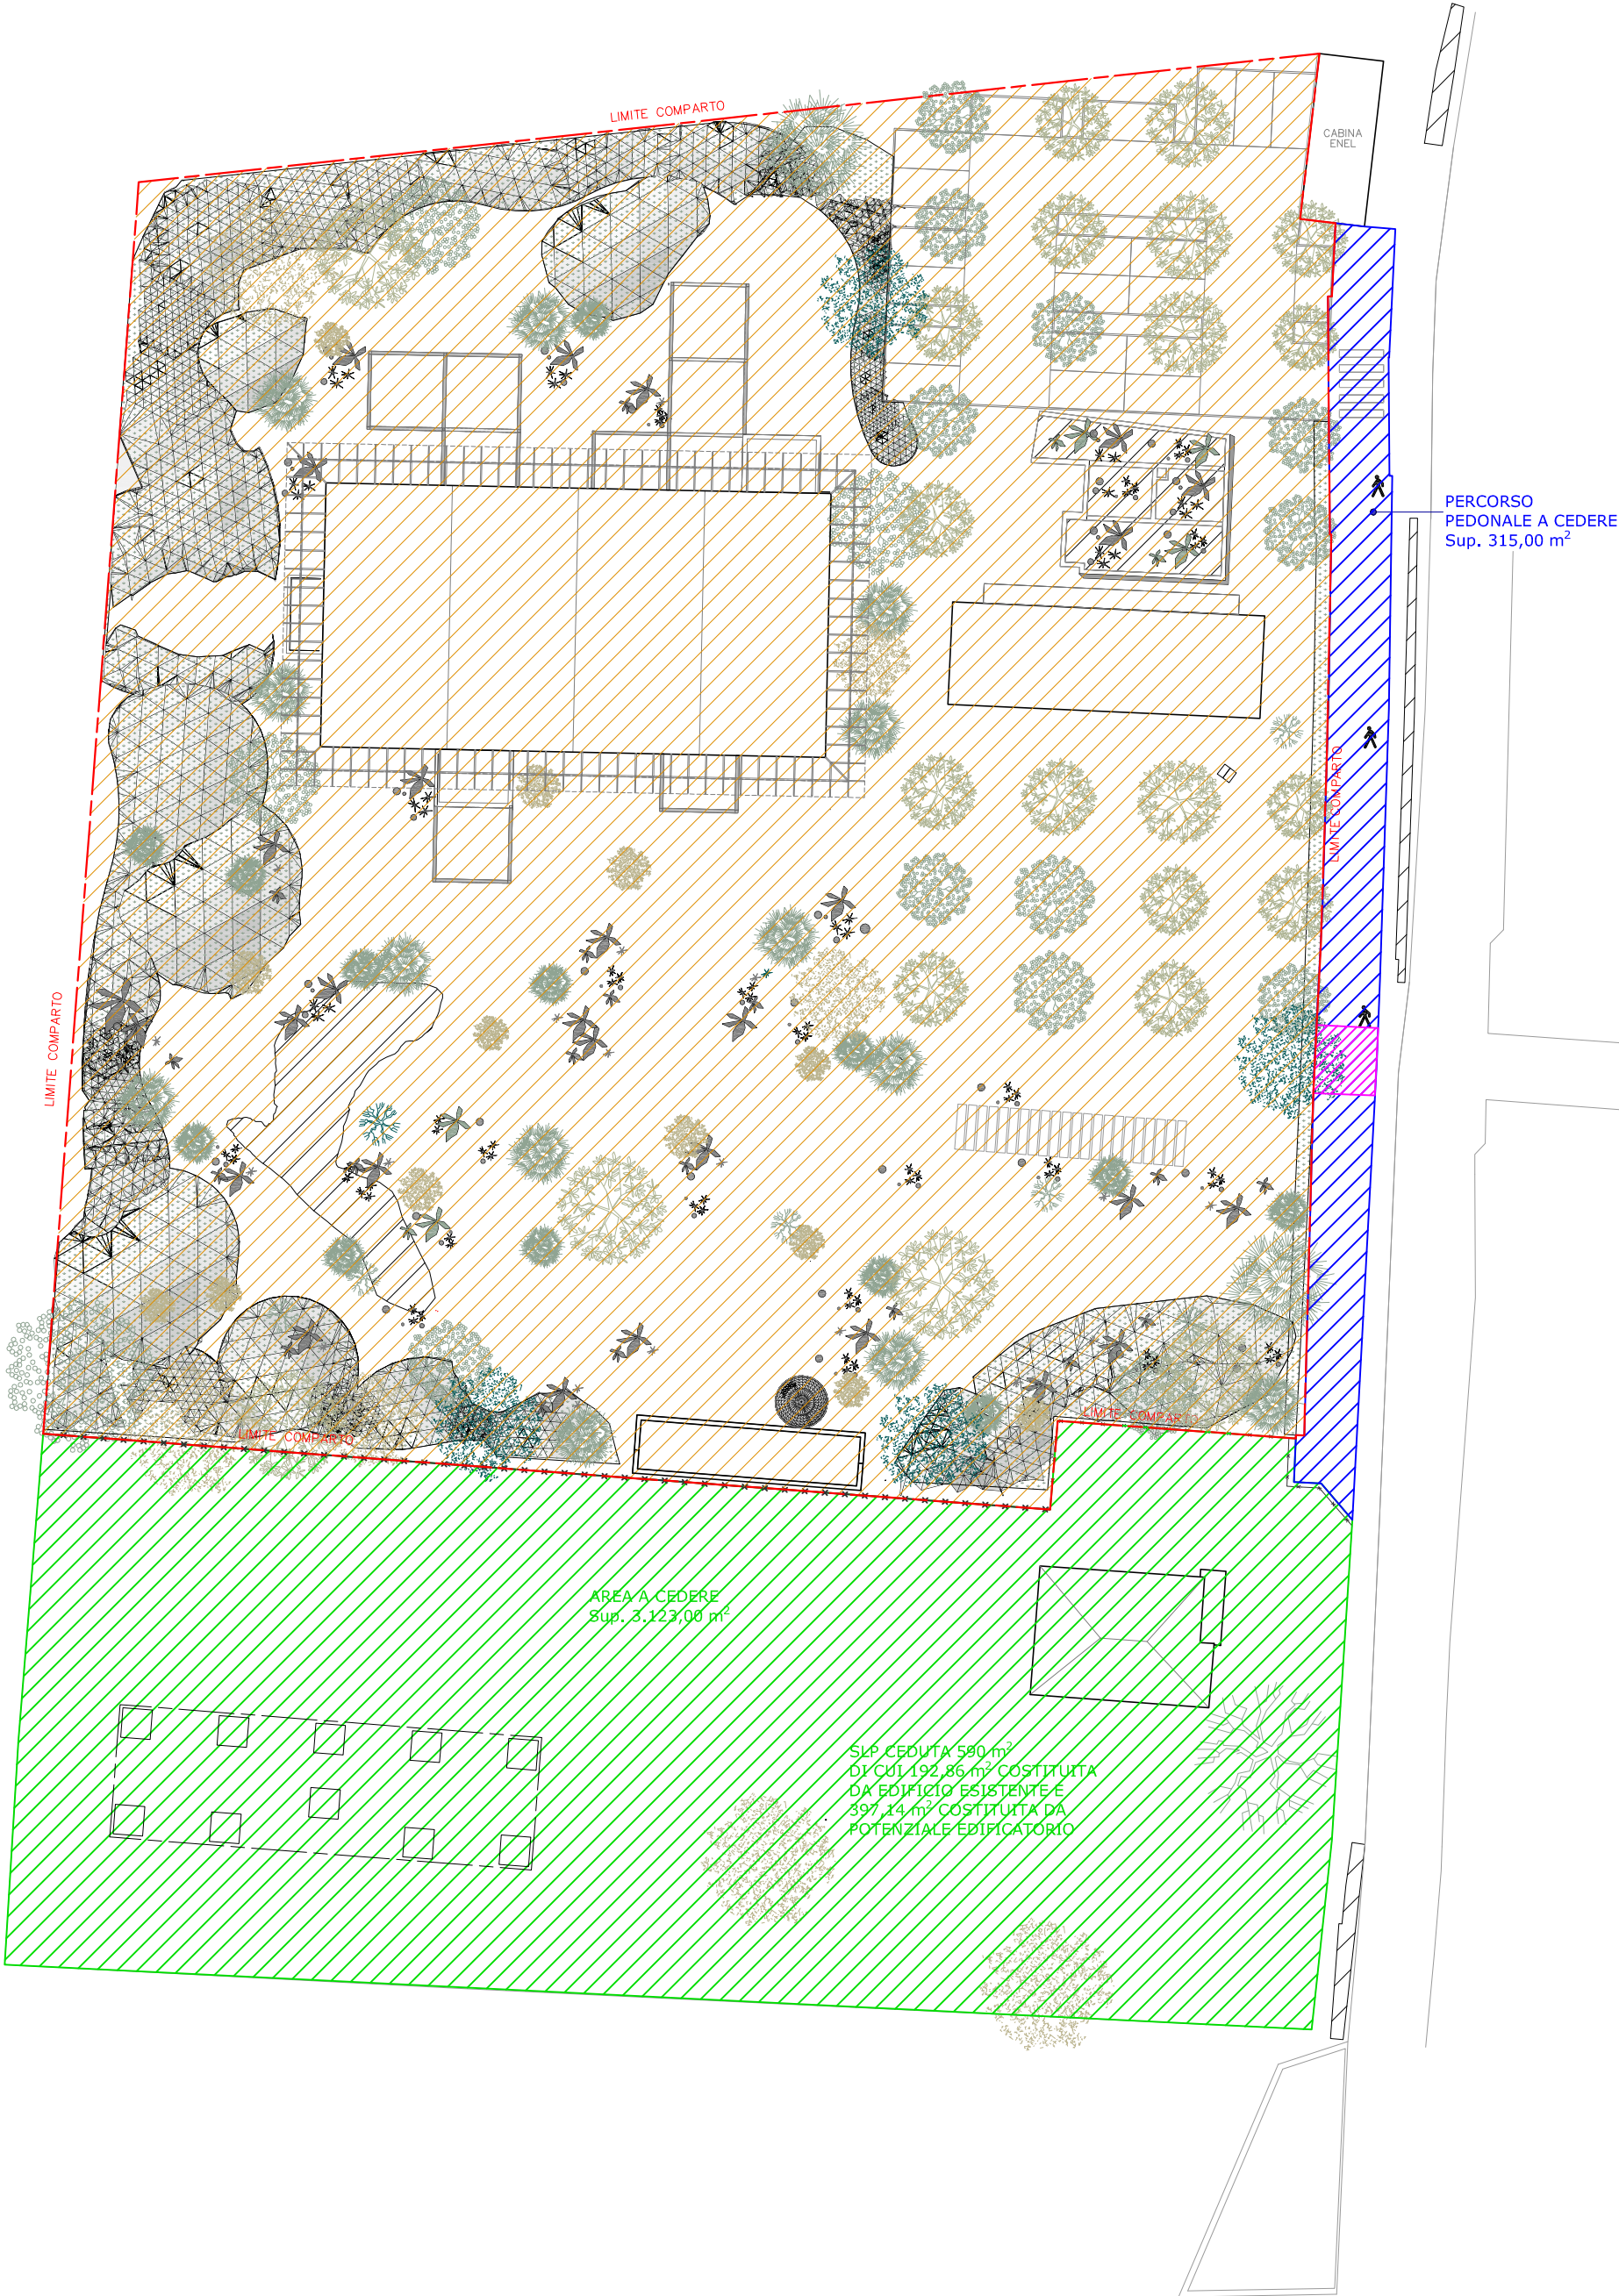 LIMITE COMPARTO
CABINA
ENEL
PERCORSO
PEDONALE A CEDERE
Sup. 315,00 m²
LIMITE COMPARTO
LIMITE COMPARTO
LIMITE COMPARTO
LIMITE COMPARTO
AREA A CEDERE
Sup. 3.123,00 m²
SLP CEDUTA 590 m²
DI CUI 192,86 m² COSTITUITA
DA EDIFICIO ESISTENTE E
397,14 m² COSTITUITA DA
POTENZIALE EDIFICATORIO